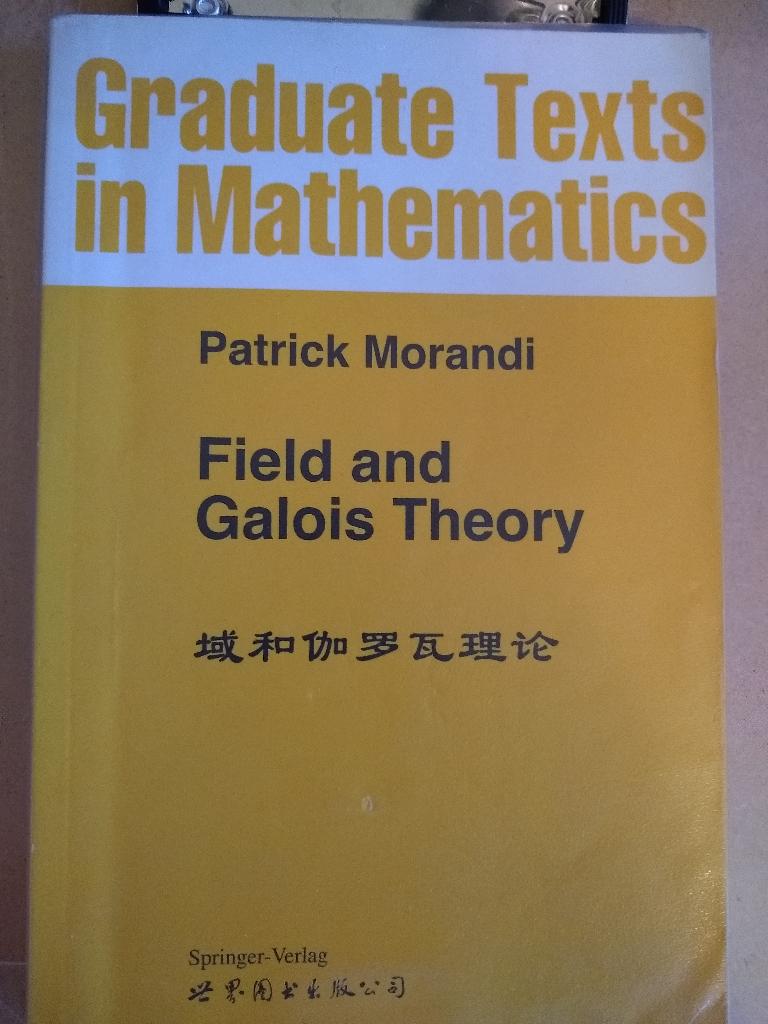 Graduate Texts
in Mathematics
Patrick Morandi
Field and
Galois Theory
域和伽罗瓦理论
Springer-Verlag
世界图书出版公司